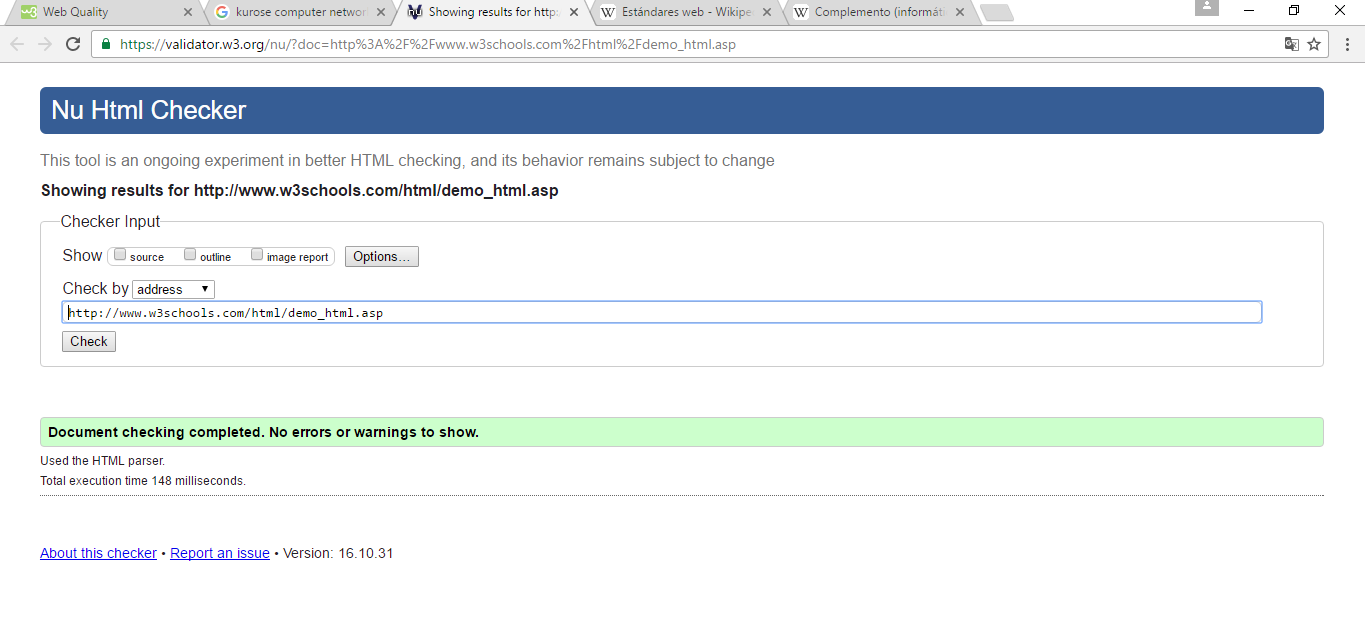 w3 Web Quality
kurose computer networ
Showing results for http:
W Estándares web - Wikipe
W Complemento (informáti
https://validator.w3.org/nu/?doc=http%3A%2F%2Fwww.w3schools.com%2Fhtml%2Fdemo_html.asp
Nu Html Checker
This tool is an ongoing experiment in better HTML checking, and its behavior remains subject to change
Showing results for http://www.w3schools.com/html/demo_html.asp
Checker Input
Show source outline image report Options...
Check by address
http://www.w3schools.com/html/demo_html.asp
Check
Document checking completed. No errors or warnings to show.
Used the HTML parser.
Total execution time 148 milliseconds.
About this checker • Report an issue • Version: 16.10.31